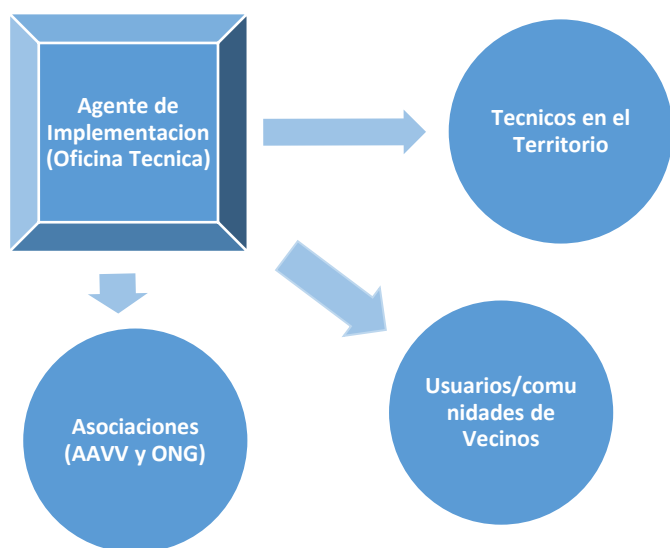 Agente de
Implementacion
(Oficina Tecnica)
Tecnicos en el
Territorio
Usuarios/comu
nidades de
Vecinos
Asociaciones
(AAVV y ONG)